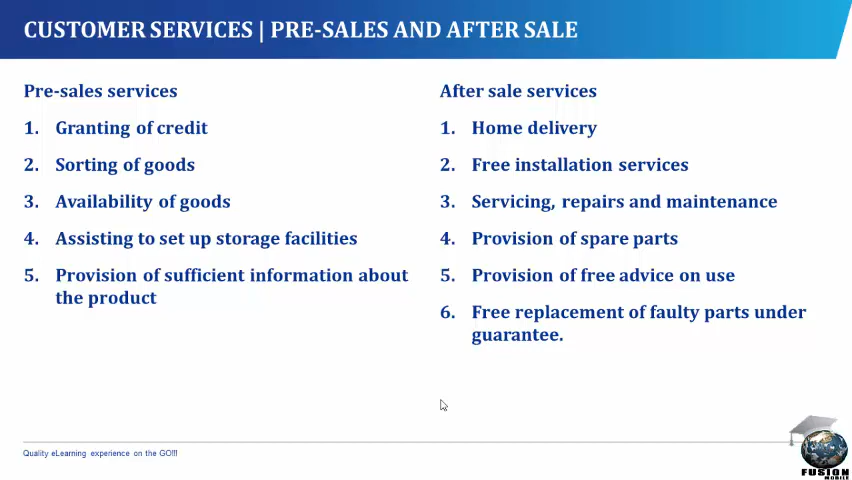 CUSTOMER SERVICES | PRE-SALES AND AFTER SALE
Pre-sales services
1. Granting of credit
2. Sorting of goods
3. Availability of goods
4. Assisting to set up storage facilities
5. Provision of sufficient information about
the product
After sale services
1. Home delivery
2. Free installation services
3. Servicing, repairs and maintenance
4. Provision of spare parts
5. Provision of free advice on use
6. Free replacement of faulty parts under
guarantee.
Quality eLearning experience on the GO!!!
FUSION
MOBILE